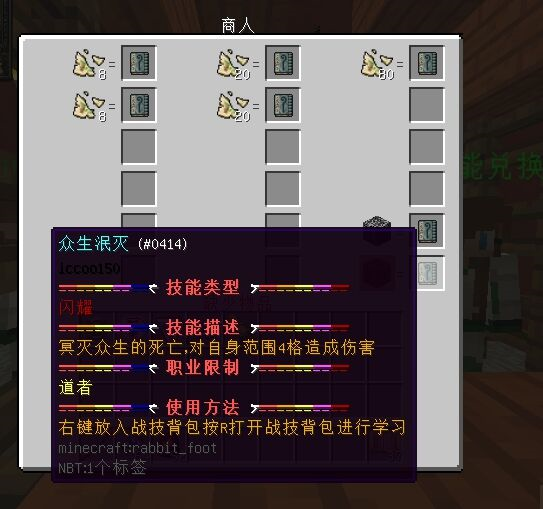 商人
8 = 20 = 80 =
8 = 20 =
能兑换
众生泯灭 (#0414)
iccoo150
技能类型
闪耀
技能描述
冥灭众生的死亡,对自身范围4格造成伤害
职业限制
道者
使用方法
右键放入战技背包按R打开战技背包进行学习
minecraft:rabbit_foot
NBT:1个标签